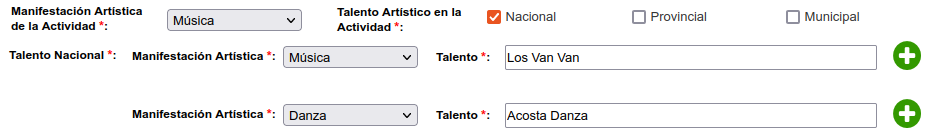 Manifestación Artística de la Actividad *: Música Talento Artístico en la Actividad *: Nacional Provincial Municipal
Talento Nacional *: Manifestación Artística *: Música Talento *: Los Van Van
Manifestación Artística *: Danza Talento *: Acosta Danza